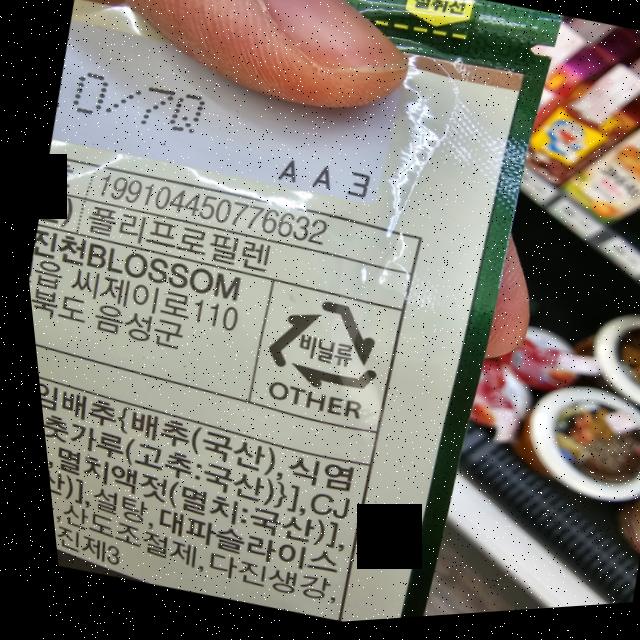 AA3
199104450776632
폴리프로필렌
진천BLOSSOM
음 씨제이로110
북도 음성군
비닐류
OTHER
임배추{배추(국산), 식염
춧가루(고추:국산)}],CJ
멸치액젓(멸치:국산)],
산)],설탕,대파슬라이스
산도조절제,다진생강,
진제3